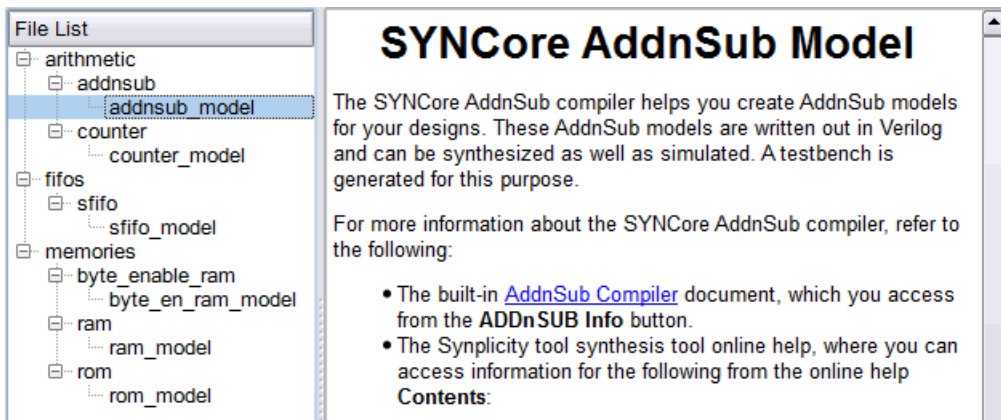 File List
arithmetic
addnsub
addnsub_model
counter
counter_model
fifos
sfifo
sfifo_model
memories
byte_enable_ram
byte_en_ram_model
ram
ram_model
rom
rom_model
SYNCore AddnSub Model
The SYNCore AddnSub compiler helps you create AddnSub models
for your designs. These AddnSub models are written out in Verilog
and can be synthesized as well as simulated. A testbench is
generated for this purpose.
For more information about the SYNCore AddnSub compiler, refer to
the following:
• The built-in AddnSub Compiler document, which you access
from the ADDnSUB Info button.
• The Synplicity tool synthesis tool online help, where you can
access information for the following from the online help
Contents: